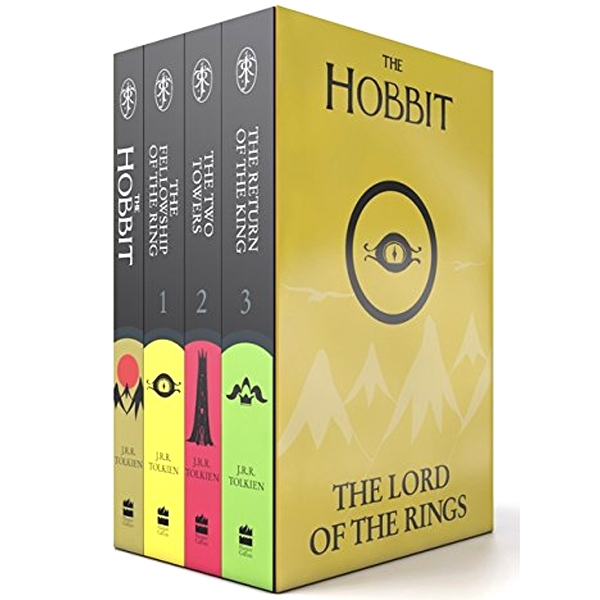 THE
HOBBIT
J.R.R.
TOLKIEN
THE
FELLOWSHIP
OF THE RING
1
J.R.R.
TOLKIEN
THE TWO
TOWERS
2
J.R.R.
TOLKIEN
THE RETURN
OF THE KING
3
J.R.R.
TOLKIEN
THE
HOBBIT
THE LORD
OF THE RINGS